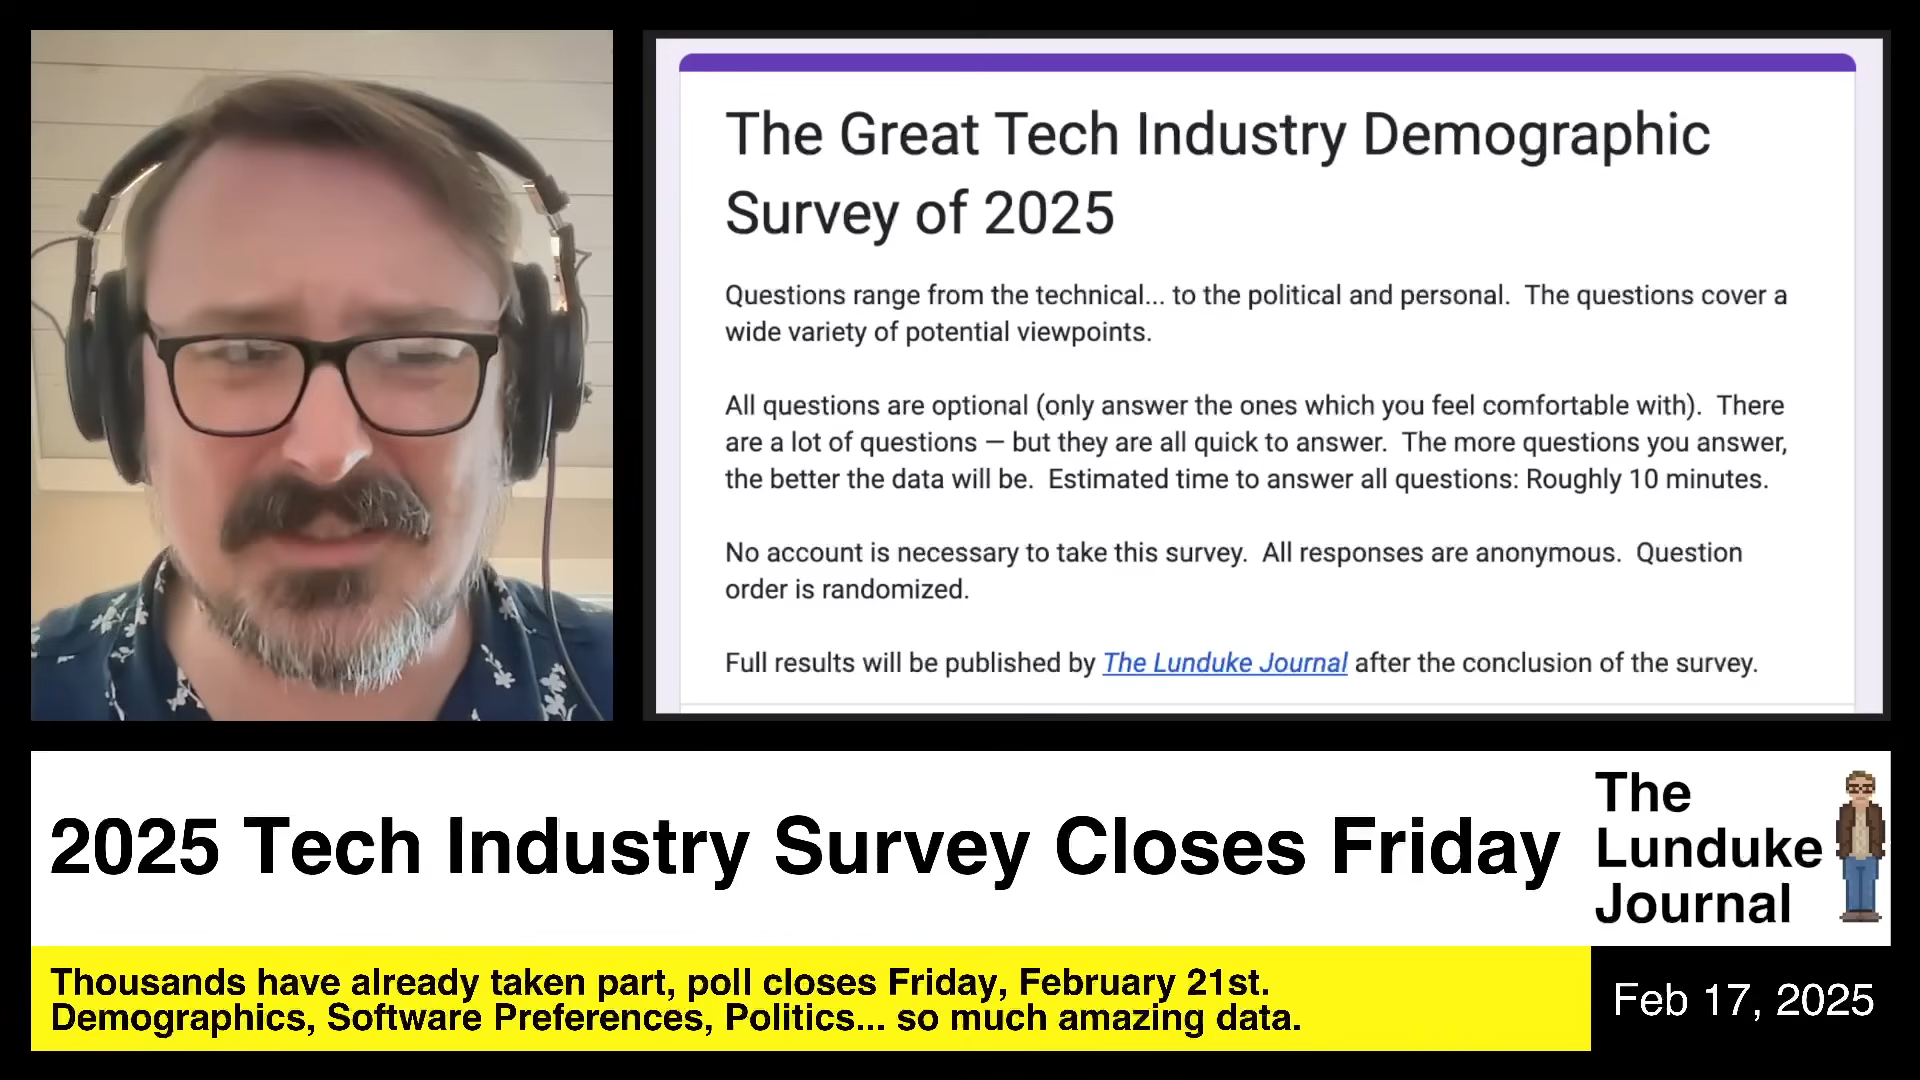 The Great Tech Industry Demographic
Survey of 2025
Questions range from the technical... to the political and personal.  The questions cover a
wide variety of potential viewpoints.
All questions are optional (only answer the ones which you feel comfortable with).  There
are a lot of questions — but they are all quick to answer.  The more questions you answer,
the better the data will be.  Estimated time to answer all questions: Roughly 10 minutes.
No account is necessary to take this survey.  All responses are anonymous.  Question
order is randomized.
Full results will be published by The Lunduke Journal after the conclusion of the survey.
2025 Tech Industry Survey Closes Friday
The
Lunduke
Journal
Thousands have already taken part, poll closes Friday, February 21st.
Demographics, Software Preferences, Politics... so much amazing data.
Feb 17, 2025